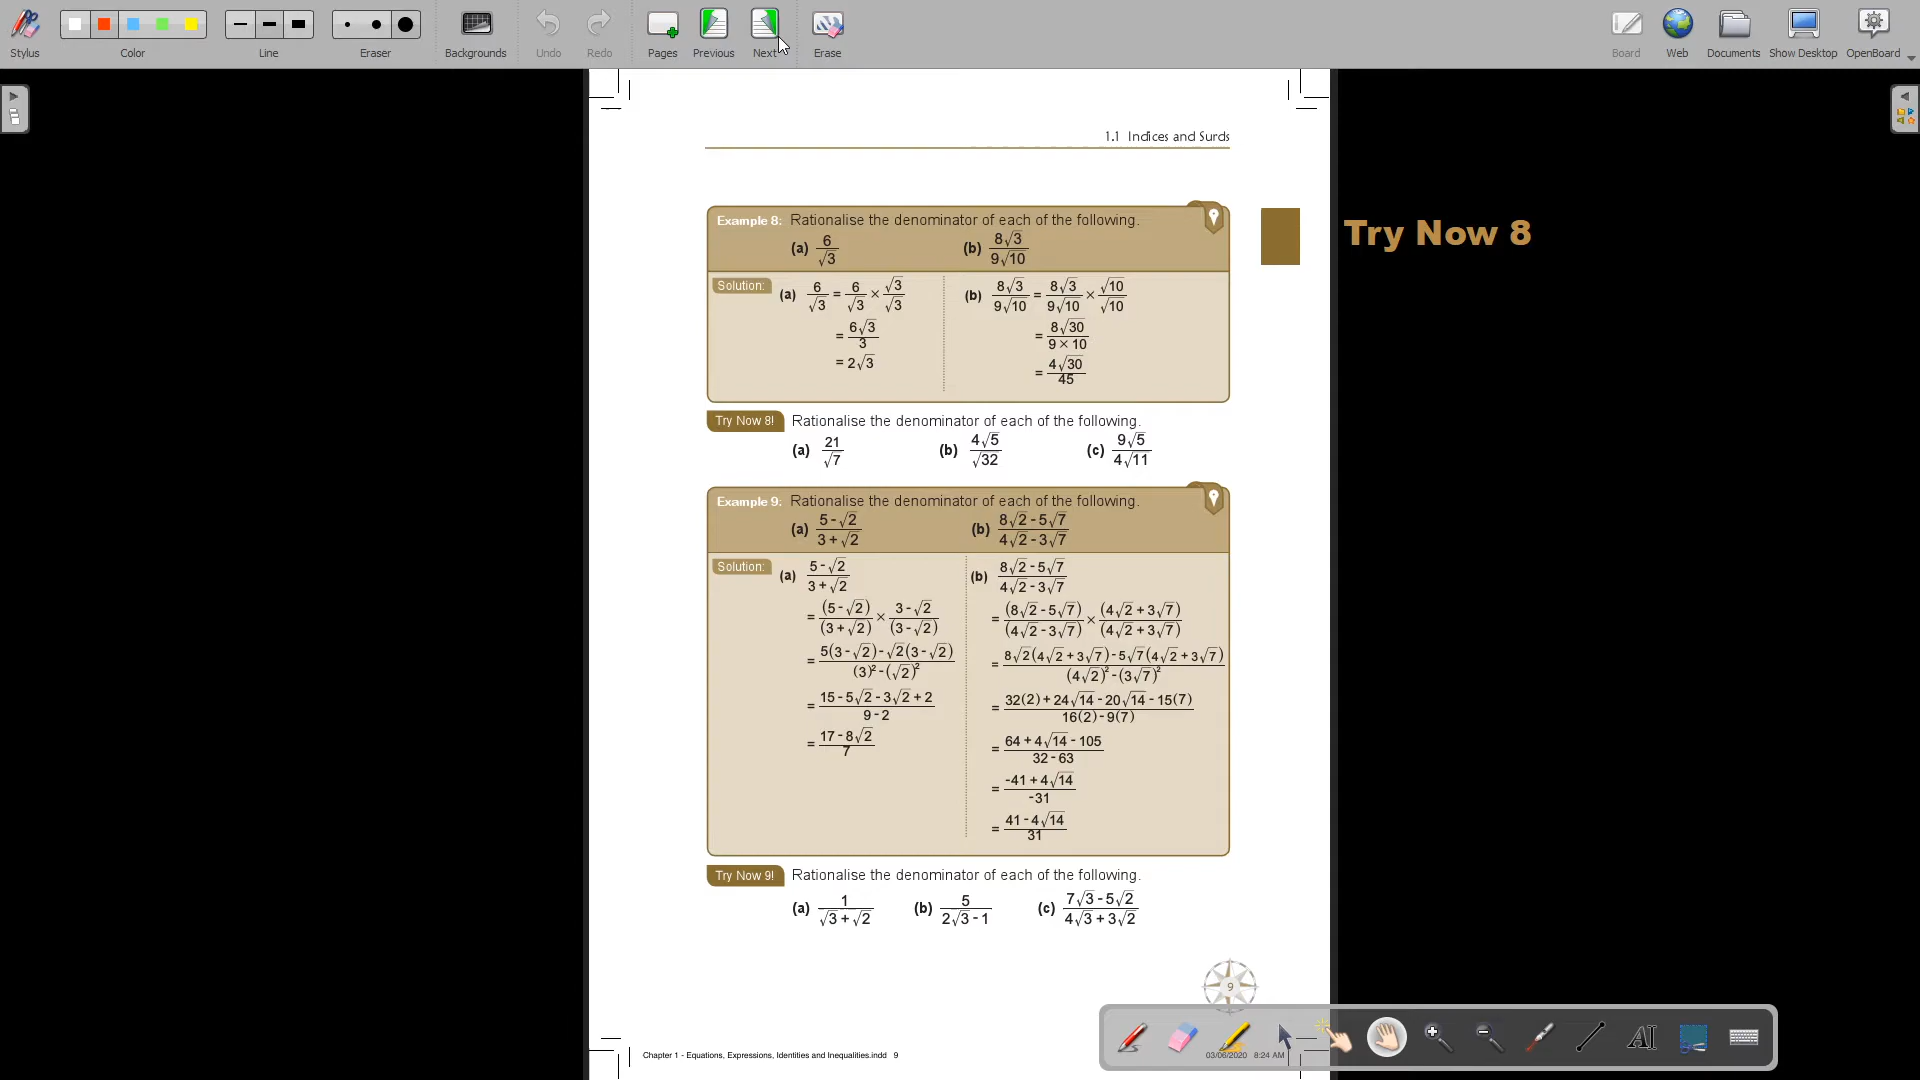 Stylus
Color
Line
Eraser
Backgrounds
Undo
Redo
Pages
Previous
Next
Erase
Board
Web
Documents
Show Desktop
OpenBoard
1.1 Indices and Surds
Try Now 8
Example 8: Rationalise the denominator of each of the following.
(a) 6/√3 (b) 8√3/9√10
Solution:
(a) 6/√3 = 6/√3 × √3/√3
= 6√3/3
= 2√3
(b) 8√3/9√10 = 8√3/9√10 × √10/√10
= 8√30/9 × 10
= 4√30/45
Try Now 8! Rationalise the denominator of each of the following.
(a) 21/√7 (b) 4√5/√32 (c) 9√5/4√11
Example 9: Rationalise the denominator of each of the following.
(a) (5 - √2)/(3 + √2) (b) (8√2 - 5√7)/(4√2 - 3√7)
Solution:
(a) (5 - √2)/(3 + √2)
= (5 - √2)/(3 + √2) × (3 - √2)/(3 - √2)
= (5(3 - √2) - √2(3 - √2))/((3)² - (√2)²)
= (15 - 5√2 - 3√2 + 2)/(9 - 2)
= (17 - 8√2)/7
(b) (8√2 - 5√7)/(4√2 - 3√7)
= (8√2 - 5√7)/(4√2 - 3√7) × (4√2 + 3√7)/(4√2 + 3√7)
= (8√2(4√2 + 3√7) - 5√7(4√2 + 3√7))/((4√2)² - (3√7)²)
= (32(2) + 24√14 - 20√14 - 15(7))/(16(2) - 9(7))
= (64 + 4√14 - 105)/(32 - 63)
= (-41 + 4√14)/-31
= (41 - 4√14)/31
Try Now 9! Rationalise the denominator of each of the following.
(a) 1/(√3 + √2) (b) 5/(2√3 - 1) (c) (7√3 - 5√2)/(4√3 + 3√2)
9
Chapter 1 - Equations, Expressions, Identities and Inequalities.indd 9
03/06/2020 8:24 AM